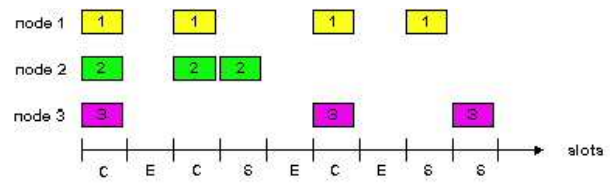 node 1 1 1 1 1
node 2 2 2 2
node 3 3 3 3
slots
C E C S E C E S S